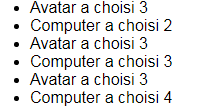 Avatar a choisi 3
Computer a choisi 2
Avatar a choisi 3
Computer a choisi 3
Avatar a choisi 3
Computer a choisi 4